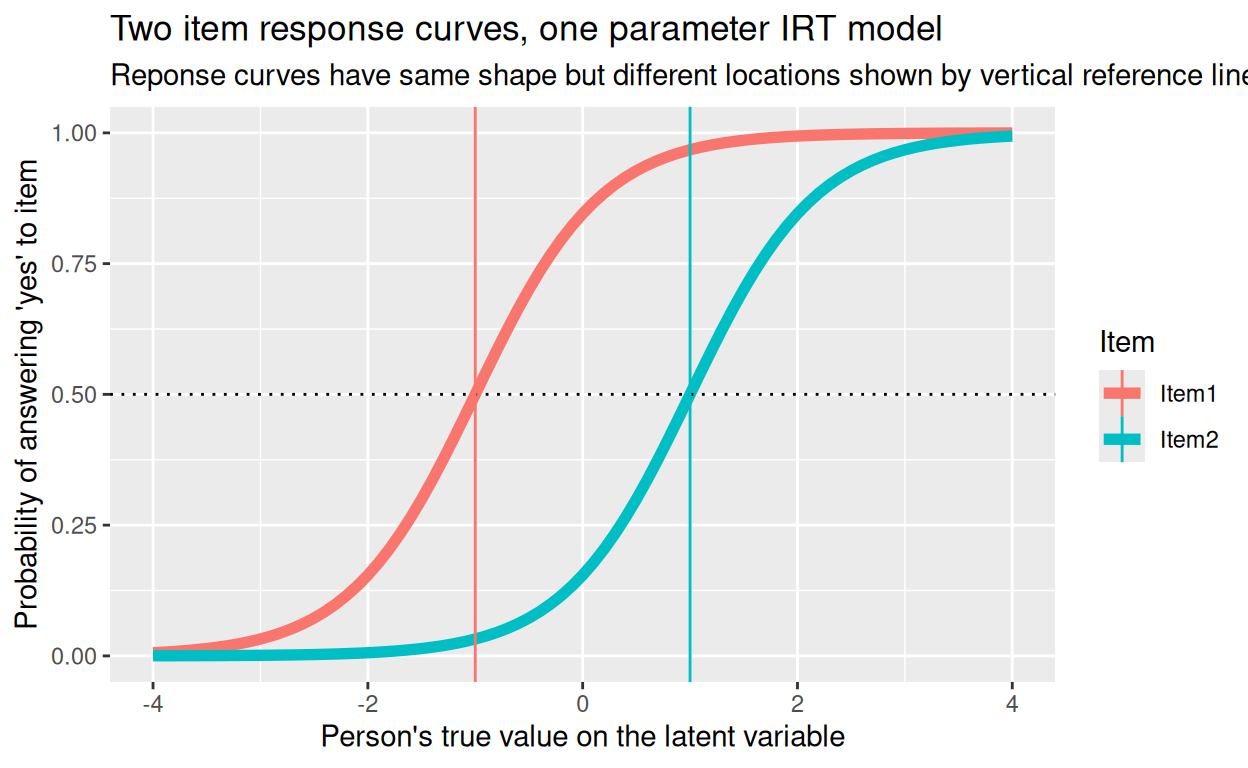 Two item response curves, one parameter IRT model
Reponse curves have same shape but different locations shown by vertical reference line
Probability of answering 'yes' to item
1.00
0.75
0.50
0.25
0.00
-4
-2
0
2
4
Person's true value on the latent variable
Item
Item1
Item2